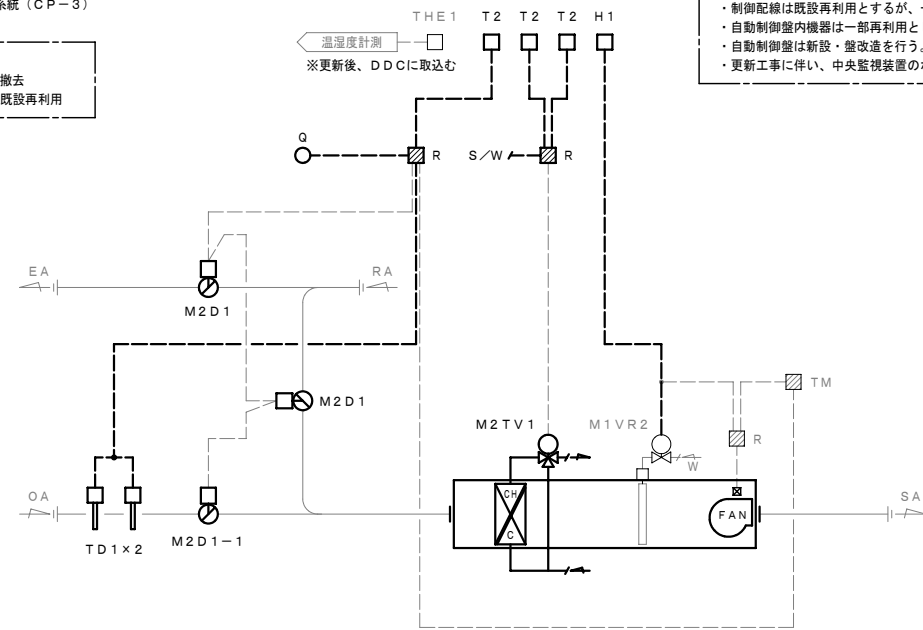 系統(CP-3)
撤去
既設再利用
・制御配線は既設再利用とするが、
・自動制御盤内機器は一部再利用と
・自動制御盤は新設・盤改造を行う。
・更新工事に伴い、中央監視装置の
THE1 T2 T2 T2 H1
温湿度計測
※更新後、DDCに取込む
Q
R
S/W
R
EA
RA
M2D1
M2D1
TM
M2TV1
M1VR2
R
W
OA
CH
C
FAN
SA
TD1×2
M2D1-1